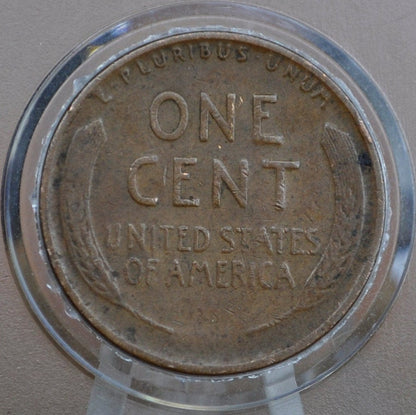 E·PLURIBUS·UNUM
ONE
CENT
UNITED STATES
OF AMERICA